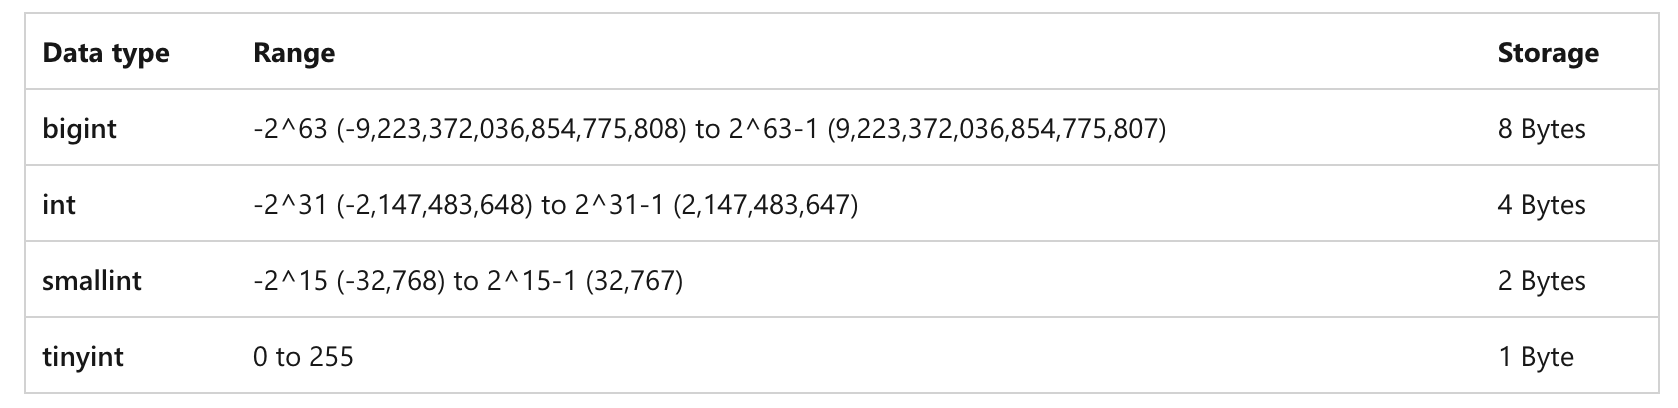 Data type Range Storage
bigint -2^63 (-9,223,372,036,854,775,808) to 2^63-1 (9,223,372,036,854,775,807) 8 Bytes
int -2^31 (-2,147,483,648) to 2^31-1 (2,147,483,647) 4 Bytes
smallint -2^15 (-32,768) to 2^15-1 (32,767) 2 Bytes
tinyint 0 to 255 1 Byte